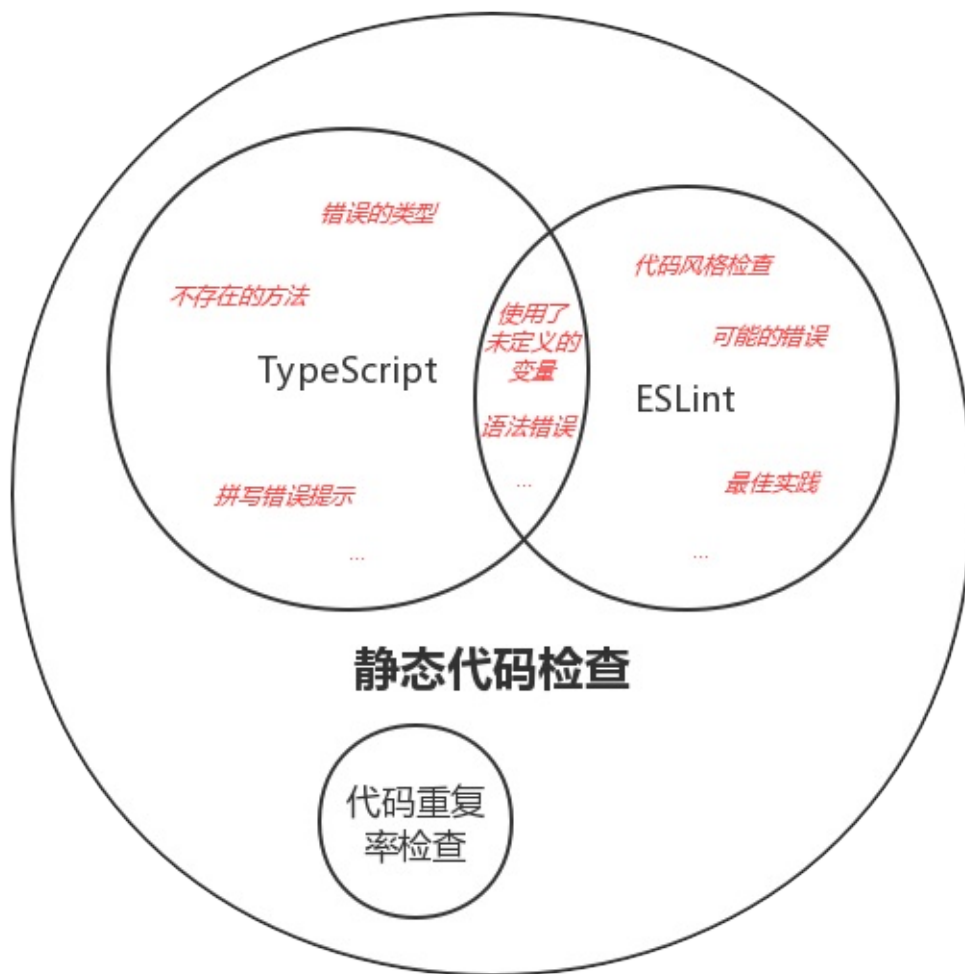 错误的类型
不存在的方法
TypeScript
拼写错误提示
...
使用了
未定义的
变量
语法错误
...
代码风格检查
可能的错误
ESLint
最佳实践
...
静态代码检查
代码重复
率检查